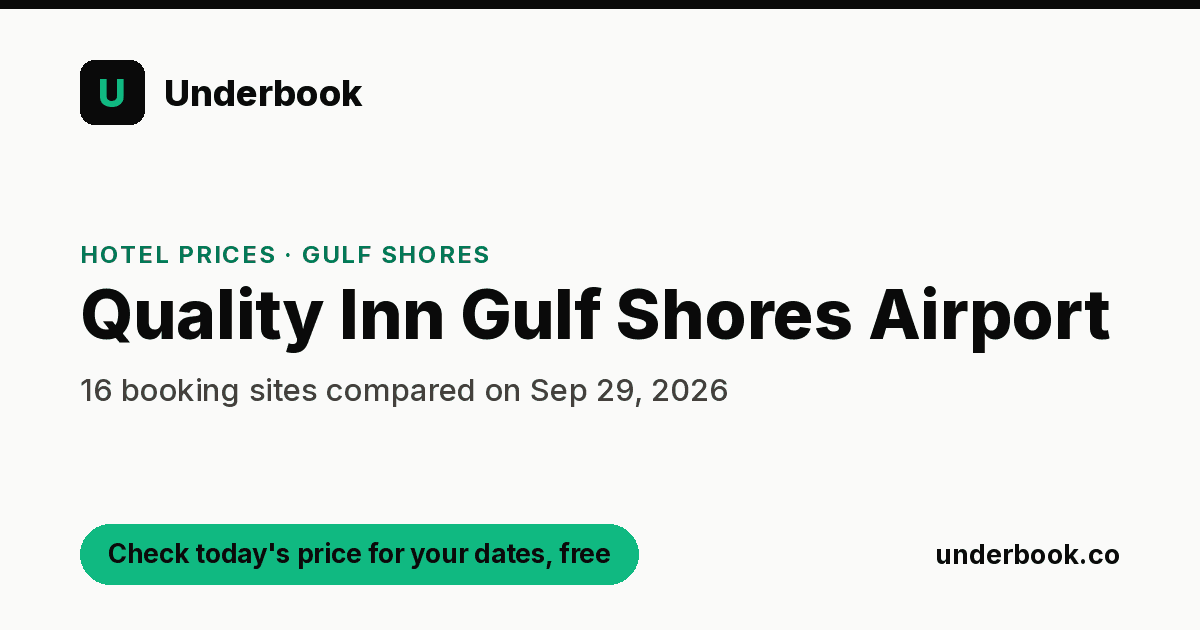 U Underbook
HOTEL PRICES · GULF SHORES
Quality Inn Gulf Shores Airport
16 booking sites compared on Sep 29, 2026
Check today's price for your dates, free
underbook.co